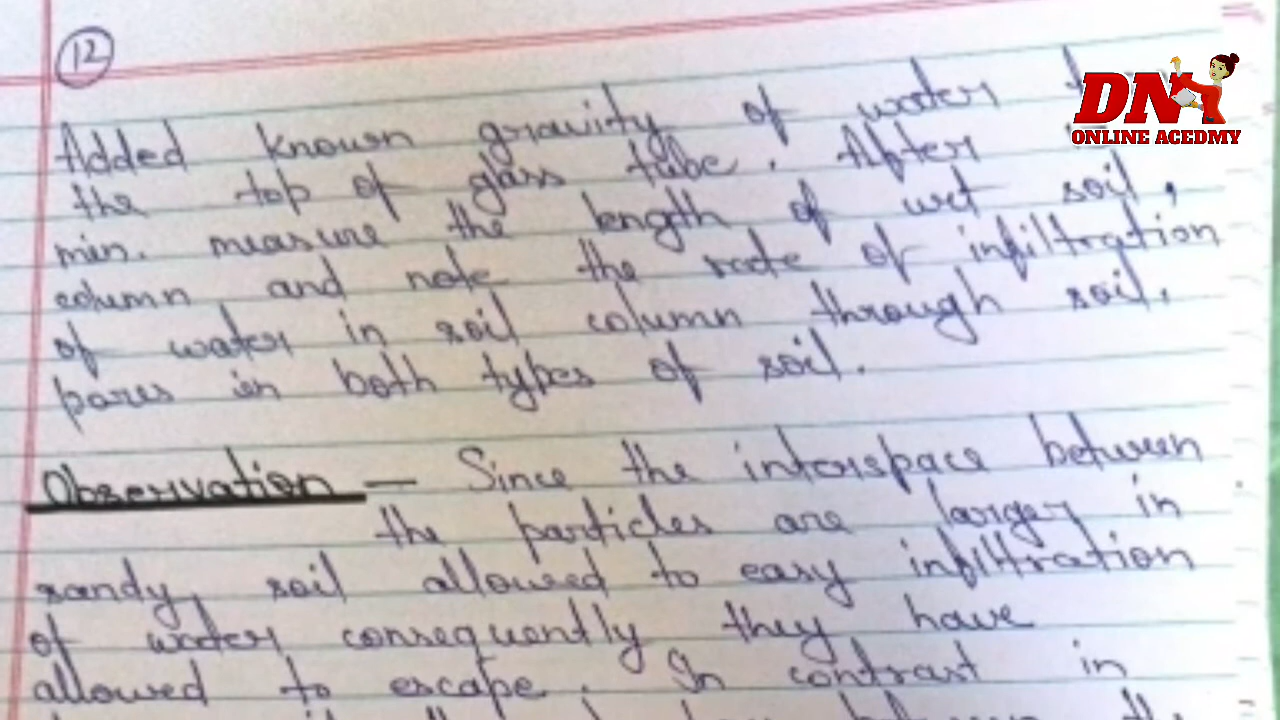 12
Added known gravity of water
the top of glass tube. After
min. measure the length of wet soil,
column and note the rate of infiltration
of water in soil column through soil.
pores in both types of soil.
Observation — Since the interspace between
the particles are larger in
sandy soil allowed to easy infiltration
of water consequently they have
allowed to escape. In contrast in
DN
ONLINE ACEDMY